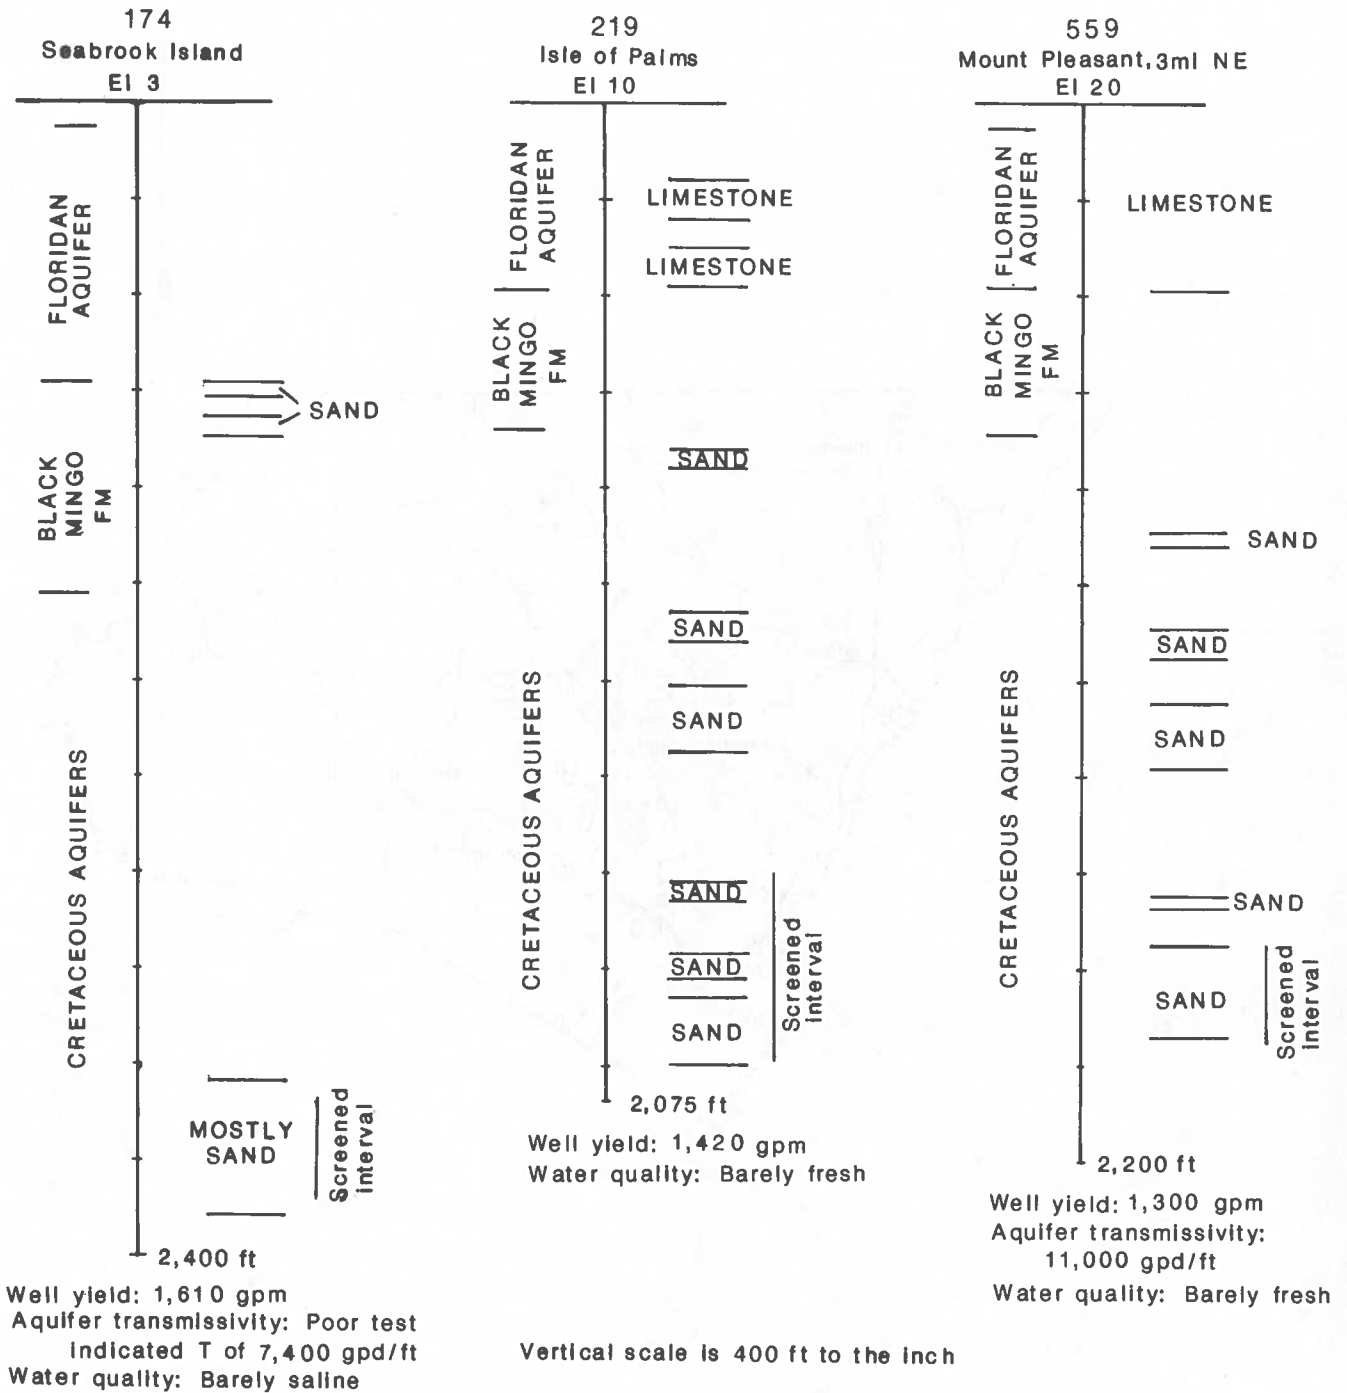 174
Seabrook Island
El 3
FLORIDAN
AQUIFER
BLACK
MINGO
FM
CRETACEOUS AQUIFERS
SAND
MOSTLY
SAND
Screened
interval
2,400 ft
Well yield: 1,610 gpm
Aquifer transmissivity: Poor test
indicated T of 7,400 gpd/ft
Water quality: Barely saline
219
Isle of Palms
El 10
FLORIDAN
AQUIFER
BLACK
MINGO
FM
CRETACEOUS AQUIFERS
LIMESTONE
LIMESTONE
SAND
SAND
SAND
SAND
SAND
SAND
Screened
interval
2,075 ft
Well yield: 1,420 gpm
Water quality: Barely fresh
559
Mount Pleasant, 3mi NE
El 20
FLORIDAN
AQUIFER
BLACK
MINGO
FM
CRETACEOUS AQUIFERS
LIMESTONE
SAND
SAND
SAND
SAND
SAND
Screened
interval
2,200 ft
Well yield: 1,300 gpm
Aquifer transmissivity:
11,000 gpd/ft
Water quality: Barely fresh
Vertical scale is 400 ft to the inch